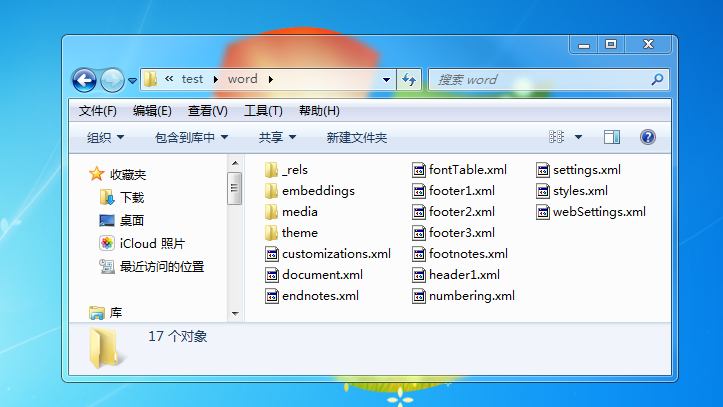 « test word
搜索 word
文件(F) 编辑(E) 查看(V) 工具(T) 帮助(H)
组织 包含到库中 共享 新建文件夹
收藏夹
下载
桌面
iCloud 照片
最近访问的位置
库
_rels
embeddings
media
theme
customizations.xml
document.xml
endnotes.xml
fontTable.xml
footer1.xml
footer2.xml
footer3.xml
footnotes.xml
header1.xml
numbering.xml
settings.xml
styles.xml
webSettings.xml
17 个对象